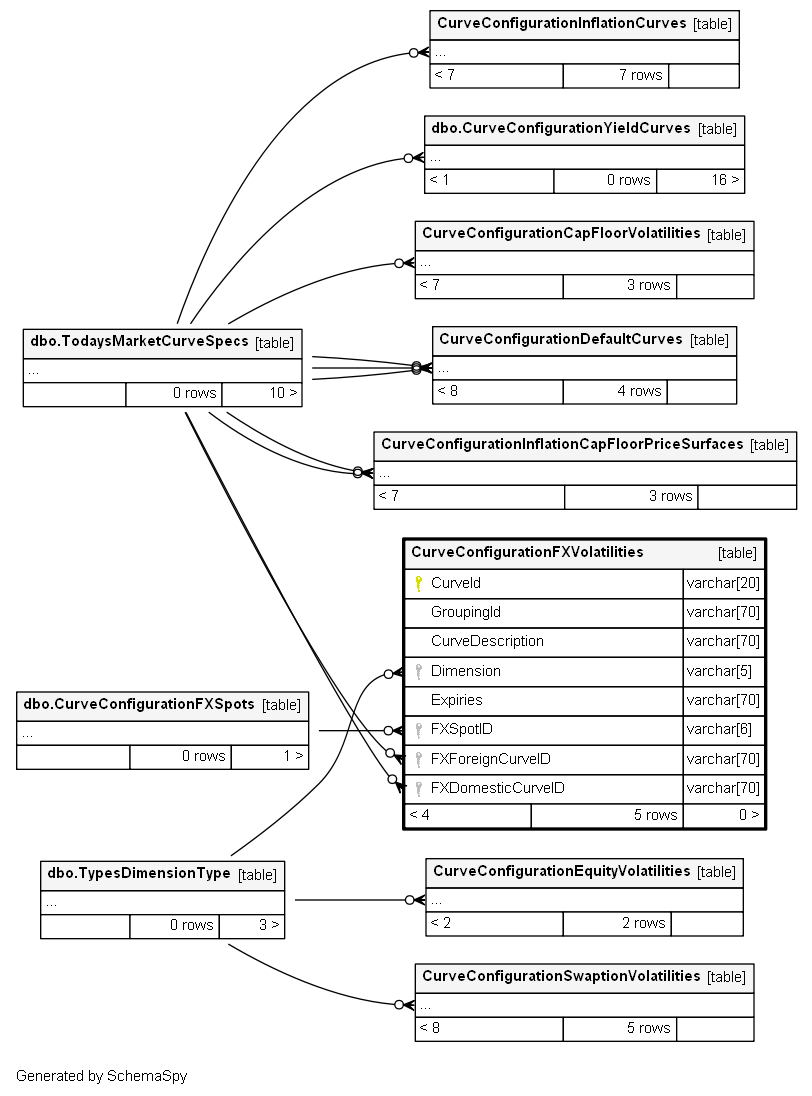 CurveConfigurationInflationCurves [table]
...
< 7 7 rows
dbo.CurveConfigurationYieldCurves [table]
...
< 1 0 rows 16 >
CurveConfigurationCapFloorVolatilities [table]
...
< 7 3 rows
dbo.TodaysMarketCurveSpecs [table]
...
0 rows 10 >
CurveConfigurationDefaultCurves [table]
...
< 8 4 rows
CurveConfigurationInflationCapFloorPriceSurfaces [table]
...
< 7 3 rows
CurveConfigurationFXVolatilities [table]
CurveId varchar[20]
GroupingId varchar[70]
CurveDescription varchar[70]
Dimension varchar[5]
Expiries varchar[70]
FXSpotID varchar[6]
FXForeignCurveID varchar[70]
FXDomesticCurveID varchar[70]
< 4 5 rows 0 >
dbo.CurveConfigurationFXSpots [table]
...
0 rows 1 >
dbo.TypesDimensionType [table]
...
0 rows 3 >
CurveConfigurationEquityVolatilities [table]
...
< 2 2 rows
CurveConfigurationSwaptionVolatilities [table]
...
< 8 5 rows
Generated by SchemaSpy